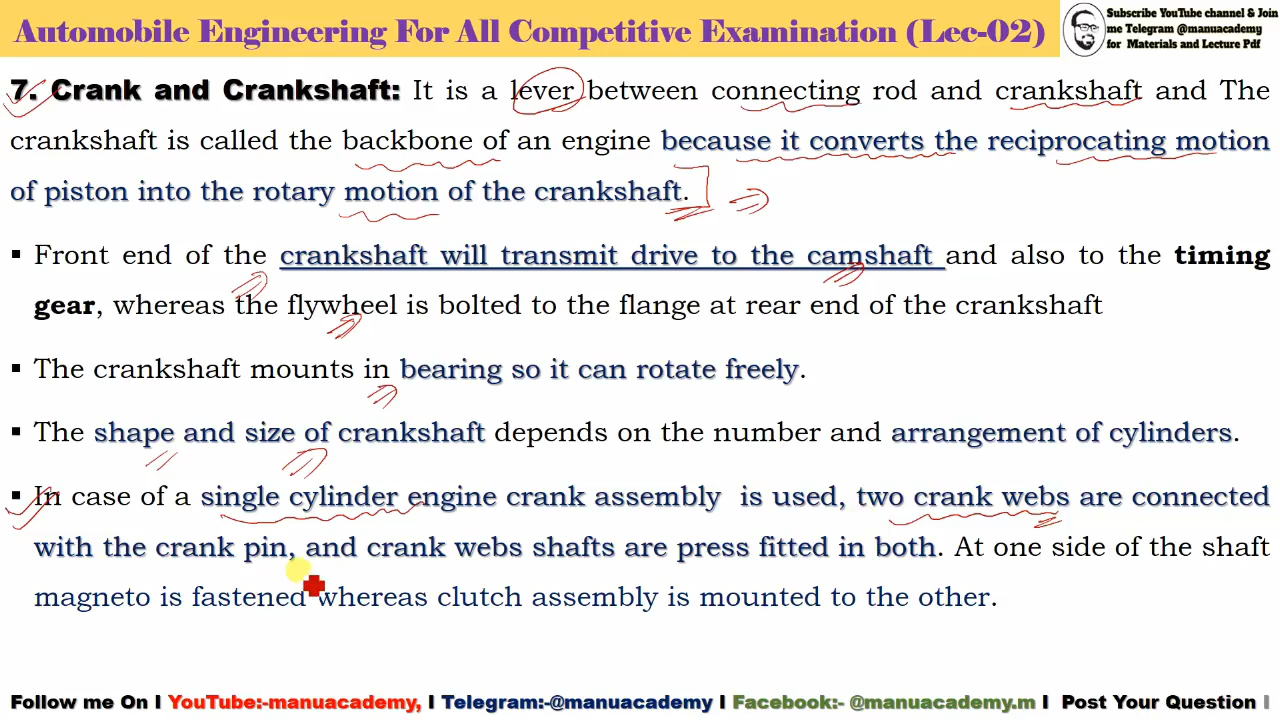 Automobile Engineering For All Competitive Examination (Lec-02)
Subscribe YouTube channel & Join
me Telegram @manuacademy
for Materials and Lecture Pdf
7. Crank and Crankshaft: It is a lever between connecting rod and crankshaft and The
crankshaft is called the backbone of an engine because it converts the reciprocating motion
of piston into the rotary motion of the crankshaft.
▪ Front end of the crankshaft will transmit drive to the camshaft and also to the timing
gear, whereas the flywheel is bolted to the flange at rear end of the crankshaft
▪ The crankshaft mounts in bearing so it can rotate freely.
▪ The shape and size of crankshaft depends on the number and arrangement of cylinders.
▪ In case of a single cylinder engine crank assembly is used, two crank webs are connected
with the crank pin, and crank webs shafts are press fitted in both. At one side of the shaft
magneto is fastened whereas clutch assembly is mounted to the other.
Follow me On I YouTube:-manuacademy, I Telegram:-@manuacademy I Facebook:- @manuacademy.m I Post Your Question I